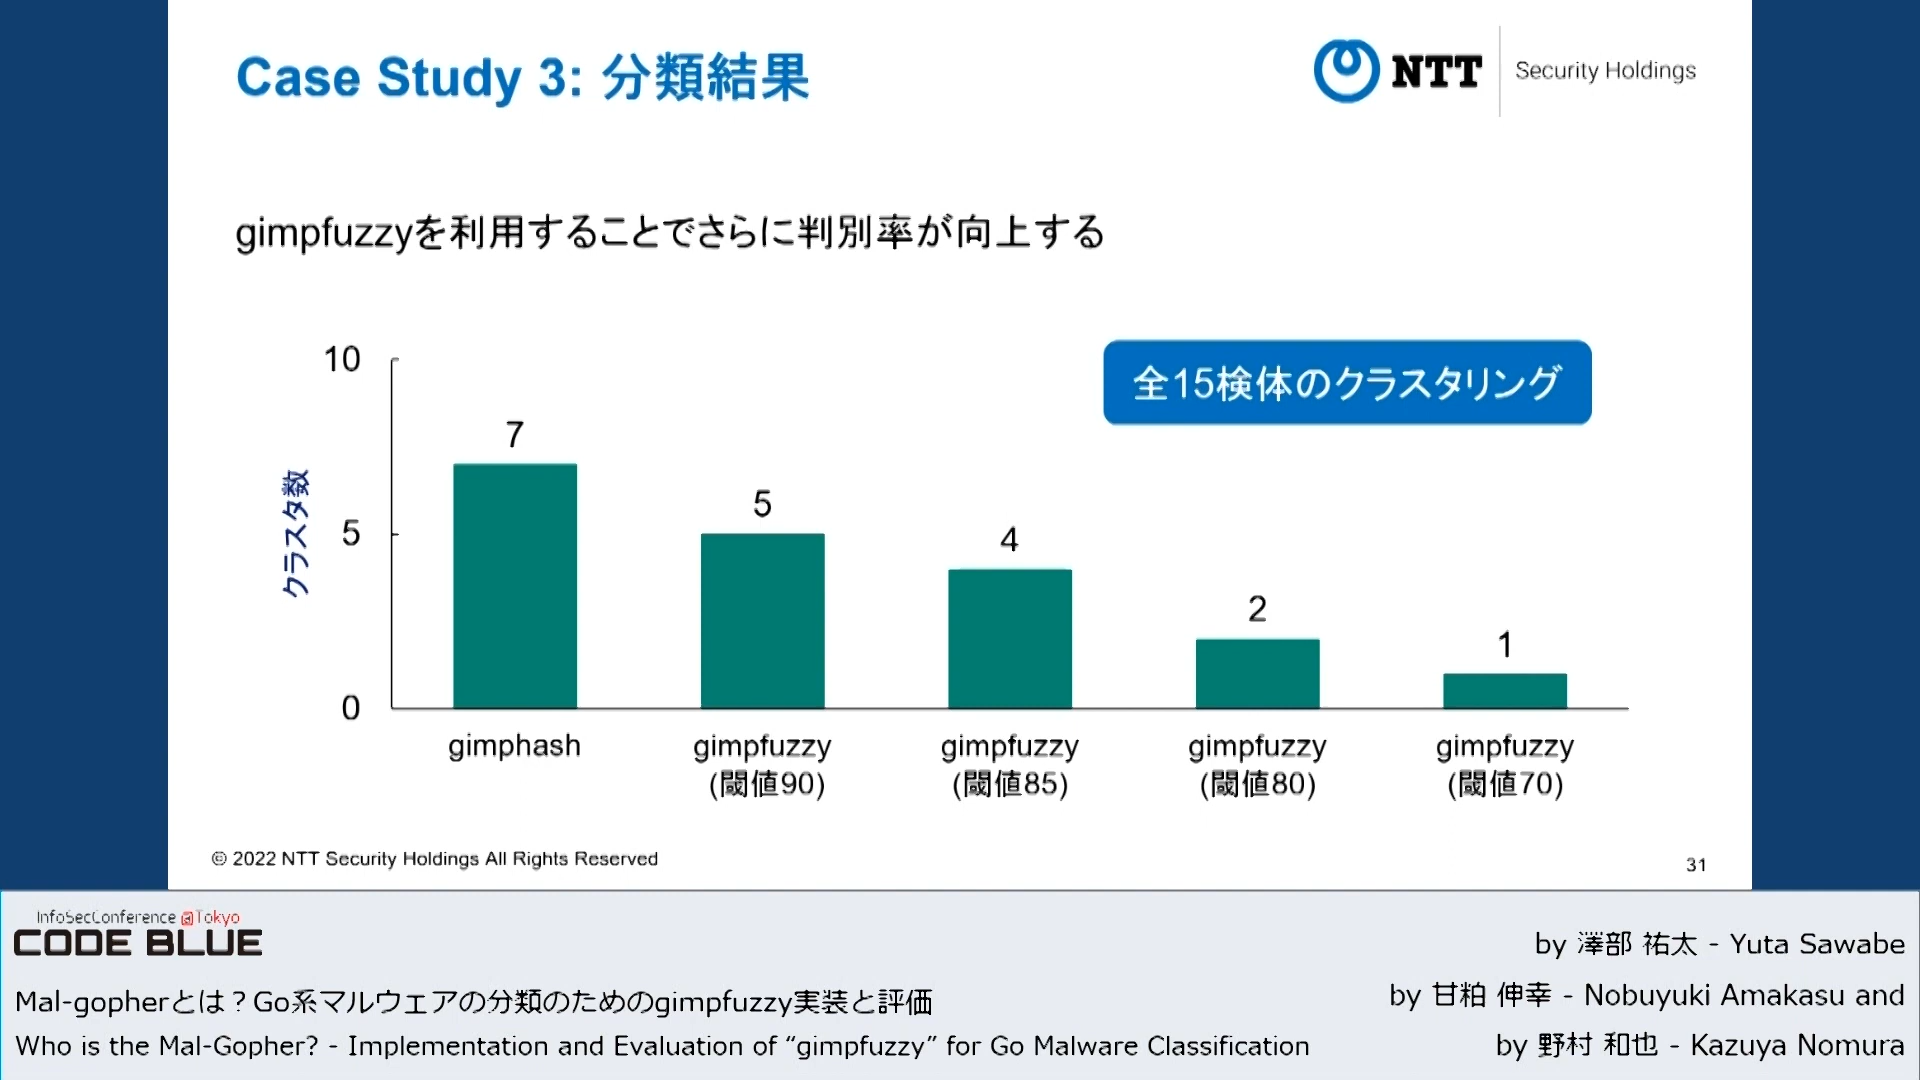 Case Study 3: 分類結果
NTT Security Holdings
gimpfuzzyを利用することでさらに判別率が向上する
全15検体のクラスタリング
クラスタ数
10
5
0
7
5
4
2
1
gimphash
gimpfuzzy
(閾値90)
gimpfuzzy
(閾値85)
gimpfuzzy
(閾値80)
gimpfuzzy
(閾値70)
© 2022 NTT Security Holdings All Rights Reserved
31
InfoSecConference @Tokyo
CODE BLUE
Mal-gopherとは？Go系マルウェアの分類のためのgimpfuzzy実装と評価
Who is the Mal-Gopher? - Implementation and Evaluation of “gimpfuzzy” for Go Malware Classification
by 澤部 祐太 - Yuta Sawabe
by 甘粕 伸幸 - Nobuyuki Amakasu and
by 野村 和也 - Kazuya Nomura